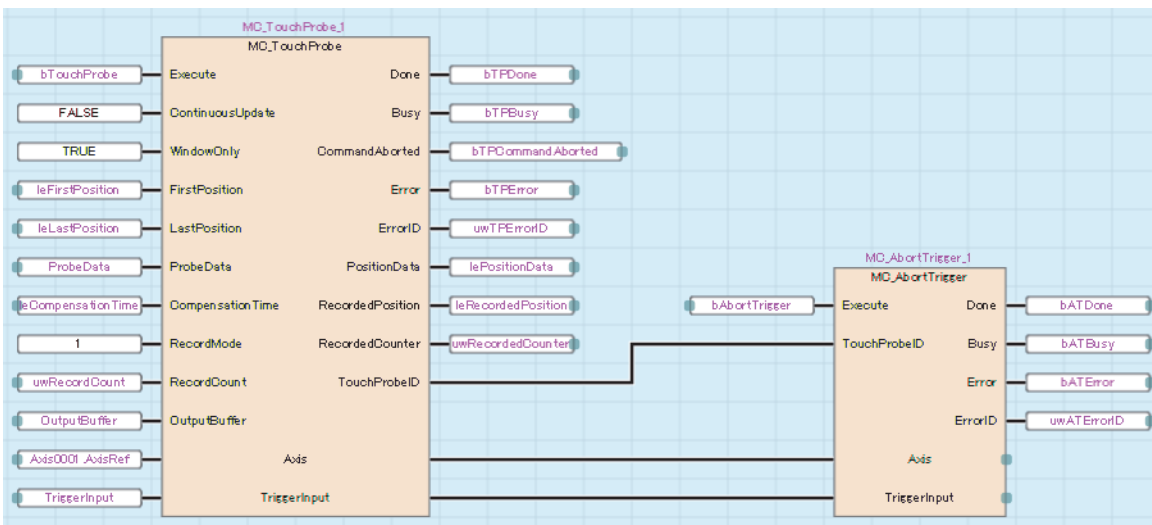 MC_TouchProbe_1
MC_TouchProbe
bTouchProbe Execute Done bTPDone
FALSE ContinuousUpdate Busy bTPBusy
TRUE WindowOnly CommandAborted bTPCommandAborted
leFirstPosition FirstPosition Error bTPError
leLastPosition LastPosition ErrorID uwTPErrorID
ProbeData ProbeData PositionData lePositionData
leCompensationTime CompensationTime RecordedPosition leRecordedPosition
1 RecordMode RecordedCounter uwRecordedCounter
uwRecordCount RecordCount TouchProbeID
OutputBuffer OutputBuffer
Axis0001.AxisRef Axis
TriggerInput TriggerInput
MC_AbortTrigger_1
MC_AbortTrigger
bAbortTrigger Execute Done bATDone
TouchProbeID Busy bATBusy
Error bATError
ErrorID uwATErrorID
Axis
TriggerInput